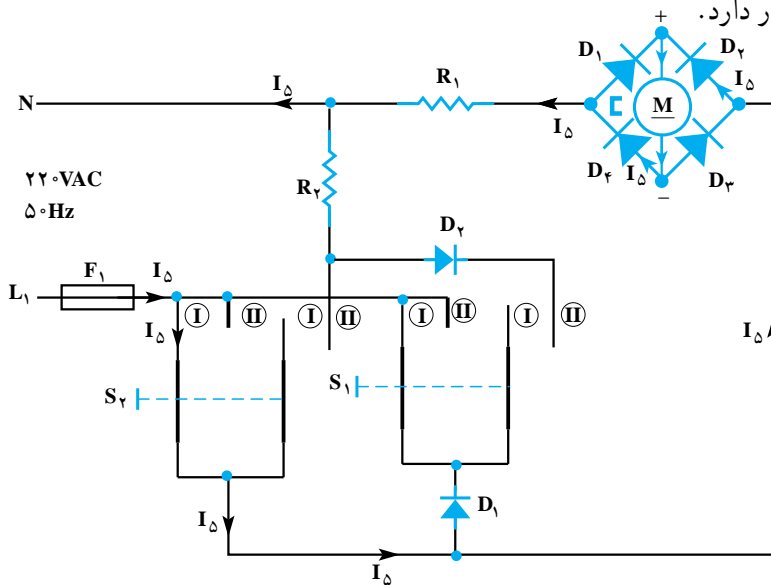 ر دارد.
+
D۱ D۲
I۵ R۱ M I۵
N
I۵ D۴ I۵ D۳
۲۲۰VAC R۲
−
۵۰Hz
D۲
F۱ I۵
L۱
I II I II I II I II
I۵ I۵
S۲ S۱
I۵ D۱
I۵